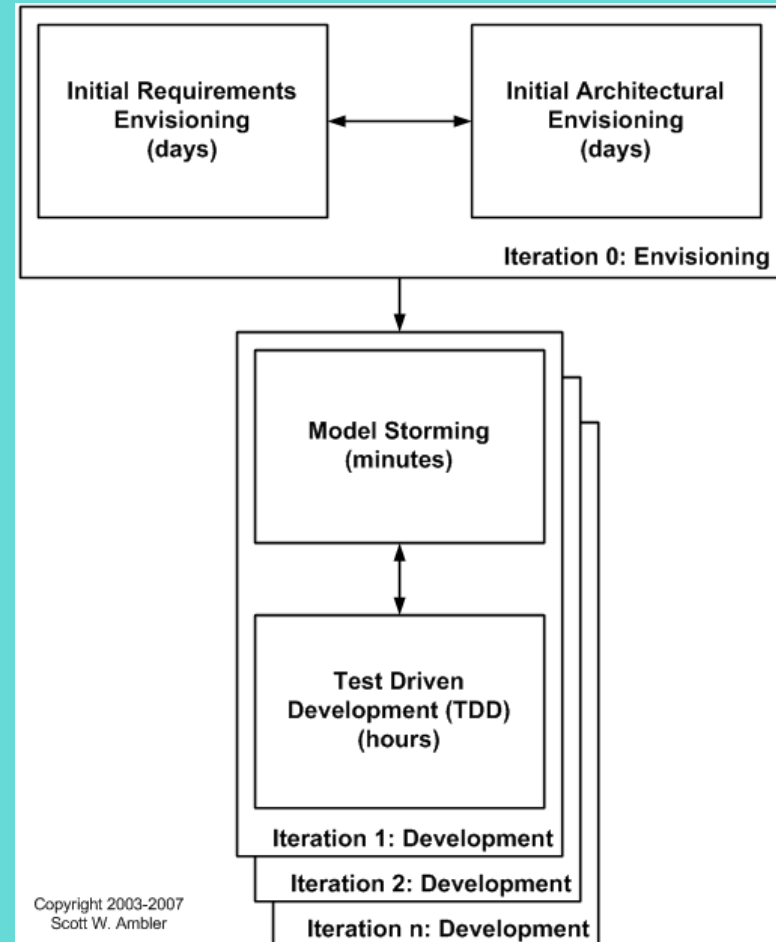 Initial Requirements
Envisioning
(days)
Initial Architectural
Envisioning
(days)
Iteration 0: Envisioning
Model Storming
(minutes)
Test Driven
Development (TDD)
(hours)
Iteration 1: Development
Iteration 2: Development
Iteration n: Development
Copyright 2003-2007
Scott W. Ambler